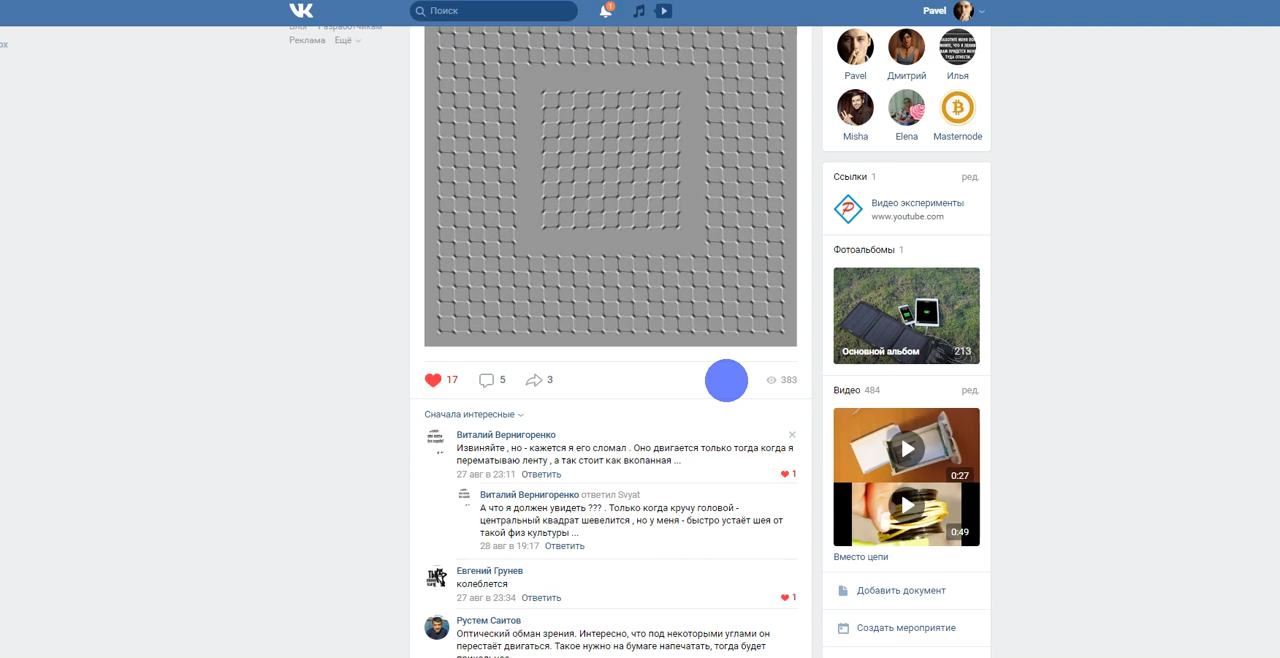 Поиск
1
Pavel
Блог Разработчикам
Реклама Ещё
17
5
3
383
Сначала интересные
Виталий Вернигоренко
Извиняйте , но - кажется я его сломал . Оно двигается только тогда когда я
перематываю ленту , а так стоит как вкопанная ...
27 авг в 23:11 Ответить
1
Виталий Вернигоренко ответил Svyat
А что я должен увидеть ??? . Только когда кручу головой -
центральный квадрат шевелится , но у меня - быстро устаёт шея от
такой физ культуры ...
28 авг в 19:17 Ответить
Евгений Грунев
колеблется
27 авг в 23:34 Ответить
1
Рустем Саитов
Оптический обман зрения. Интересно, что под некоторыми углами он
перестаёт двигаться. Такое нужно на бумаге напечатать, тогда будет
Pavel
Дмитрий
Илья
Misha
Elena
Masternode
Ссылки 1
ред.
Видео эксперименты
www.youtube.com
Фотоальбомы 1
Основной альбом
213
Видео 484
ред.
0:27
0:49
Вместо цепи
Добавить документ
Создать мероприятие